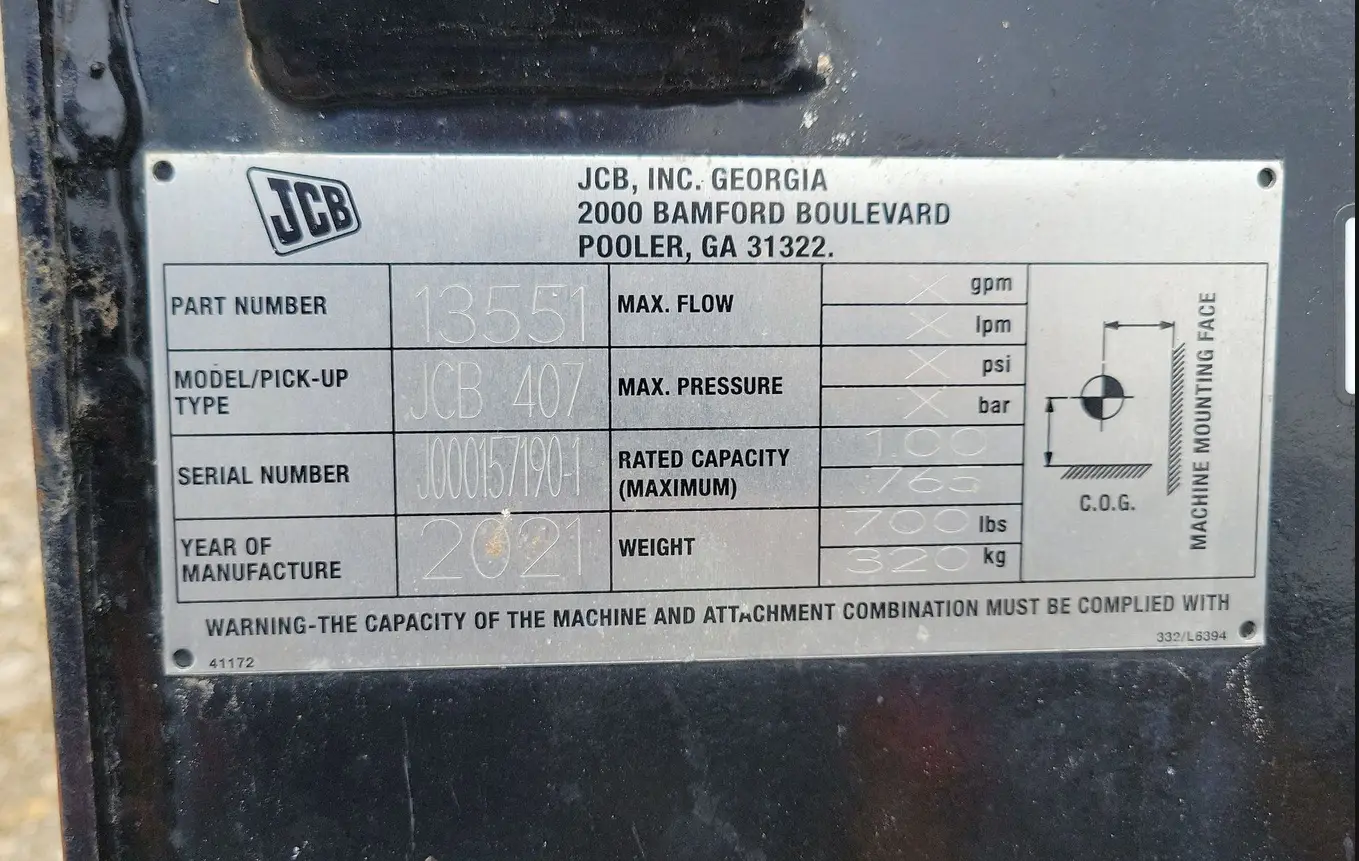 JCB
JCB, INC. GEORGIA
2000 BAMFORD BOULEVARD
POOLER, GA 31322.
PART NUMBER 13551
MAX. FLOW X gpm
X lpm
MODEL/PICK-UP
TYPE
JCB 407
MAX. PRESSURE X psi
X bar
SERIAL NUMBER J000157190-1
RATED CAPACITY
(MAXIMUM)
1.00
.765
YEAR OF
MANUFACTURE
2021
WEIGHT 700 lbs
320 kg
C.O.G.
MACHINE MOUNTING FACE
WARNING-THE CAPACITY OF THE MACHINE AND ATTACHMENT COMBINATION MUST BE COMPLIED WITH
41172
332/L6394